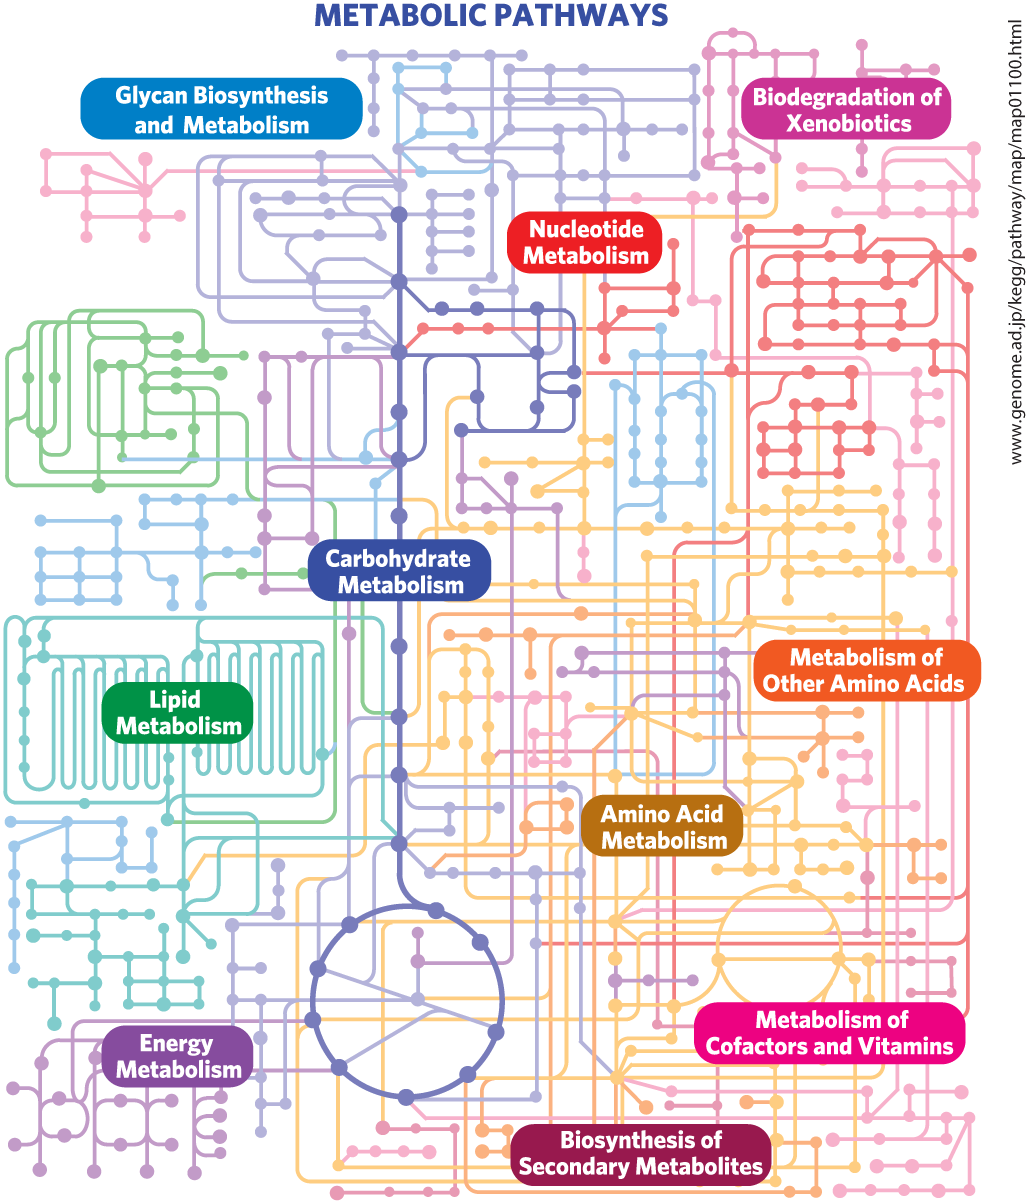 METABOLIC PATHWAYS
Glycan Biosynthesis
and Metabolism
Biodegradation of
Xenobiotics
www.genome.ad.jp/kegg/pathway/map/map01100.html
Nucleotide
Metabolism
Carbohydrate
Metabolism
Metabolism of
Other Amino Acids
Lipid
Metabolism
Amino Acid
Metabolism
Metabolism of
Cofactors and Vitamins
Energy
Metabolism
Biosynthesis of
Secondary Metabolites